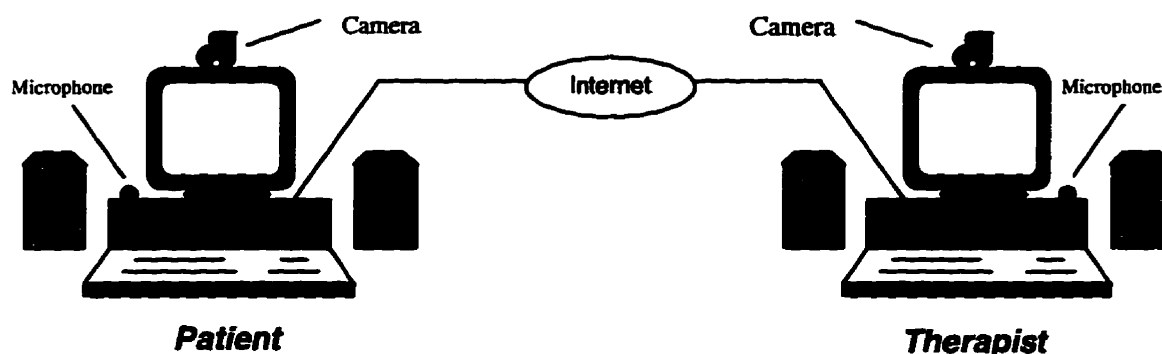 Camera
Camera
Microphone
Internet
Microphone
Patient
Therapist